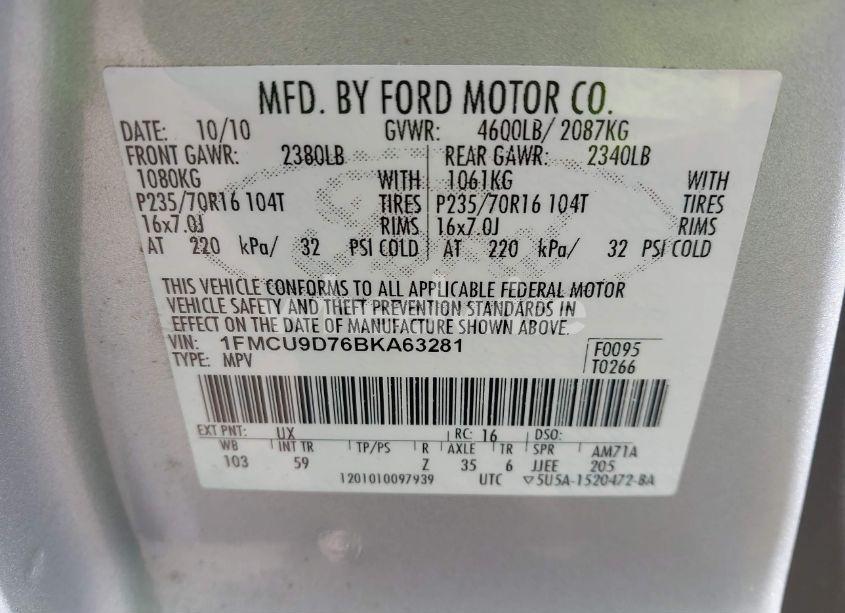 MFD. BY FORD MOTOR CO.
DATE: 10/10 GVWR: 4600LB/ 2087KG
FRONT GAWR: 2380LB REAR GAWR: 2340LB
1080KG WITH 1061KG WITH
P235/70R16 104T TIRES P235/70R16 104T TIRES
16x7.0J RIMS 16x7.0J RIMS
AT 220 kPa/ 32 PSI COLD AT 220 kPa/ 32 PSI COLD
THIS VEHICLE CONFORMS TO ALL APPLICABLE FEDERAL MOTOR
VEHICLE SAFETY AND THEFT PREVENTION STANDARDS IN
EFFECT ON THE DATE OF MANUFACTURE SHOWN ABOVE.
VIN: 1FMCU9D76BKA63281 F0095
TYPE: MPV T0266
EXT PNT: UX RC: 16 DSO:
WB INT TR TP/PS R AXLE TR SPR AM71A
103 59 Z 35 6 JJEE 205
1201010097939 UTC ▽5U5A-1520472-BA